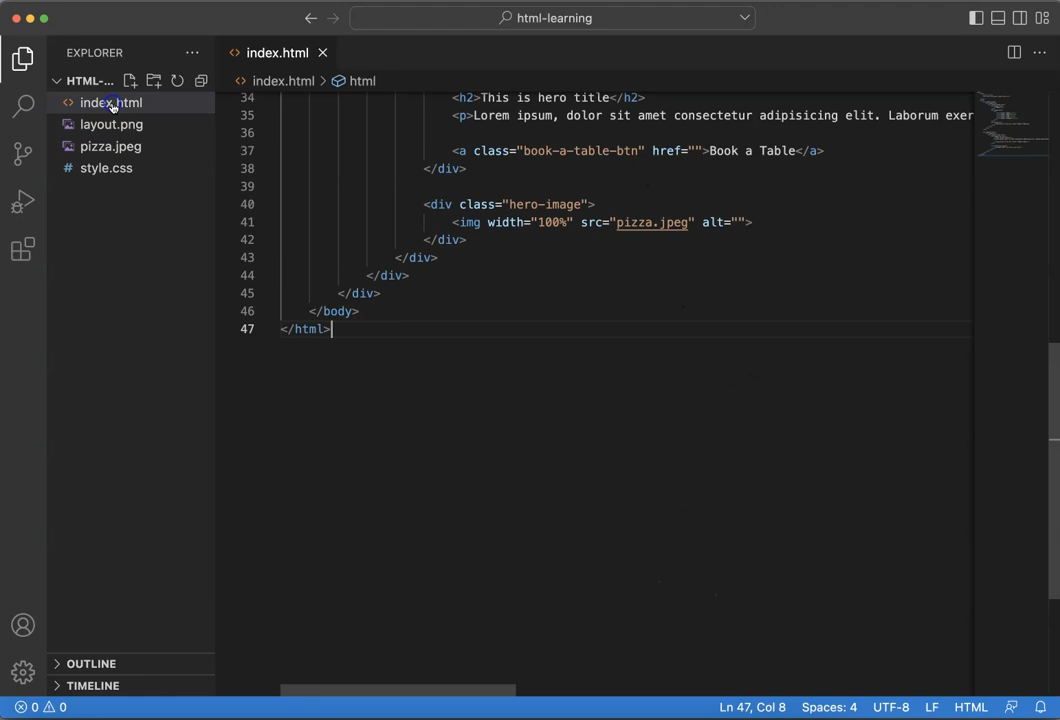 html-learning
EXPLORER
index.html
HTML-...
index.html > html
index.html
layout.png
pizza.jpeg
# style.css
34 <h2>This is hero title</h2>
35 <p>Lorem ipsum, dolor sit amet consectetur adipisicing elit. Laborum exer
36
37 <a class="book-a-table-btn" href="">Book a Table</a>
38 </div>
39
40 <div class="hero-image">
41 <img width="100%" src="pizza.jpeg" alt="">
42 </div>
43 </div>
44 </div>
45 </div>
46 </body>
47 </html>
OUTLINE
TIMELINE
0 0
Ln 47, Col 8 Spaces: 4 UTF-8 LF HTML